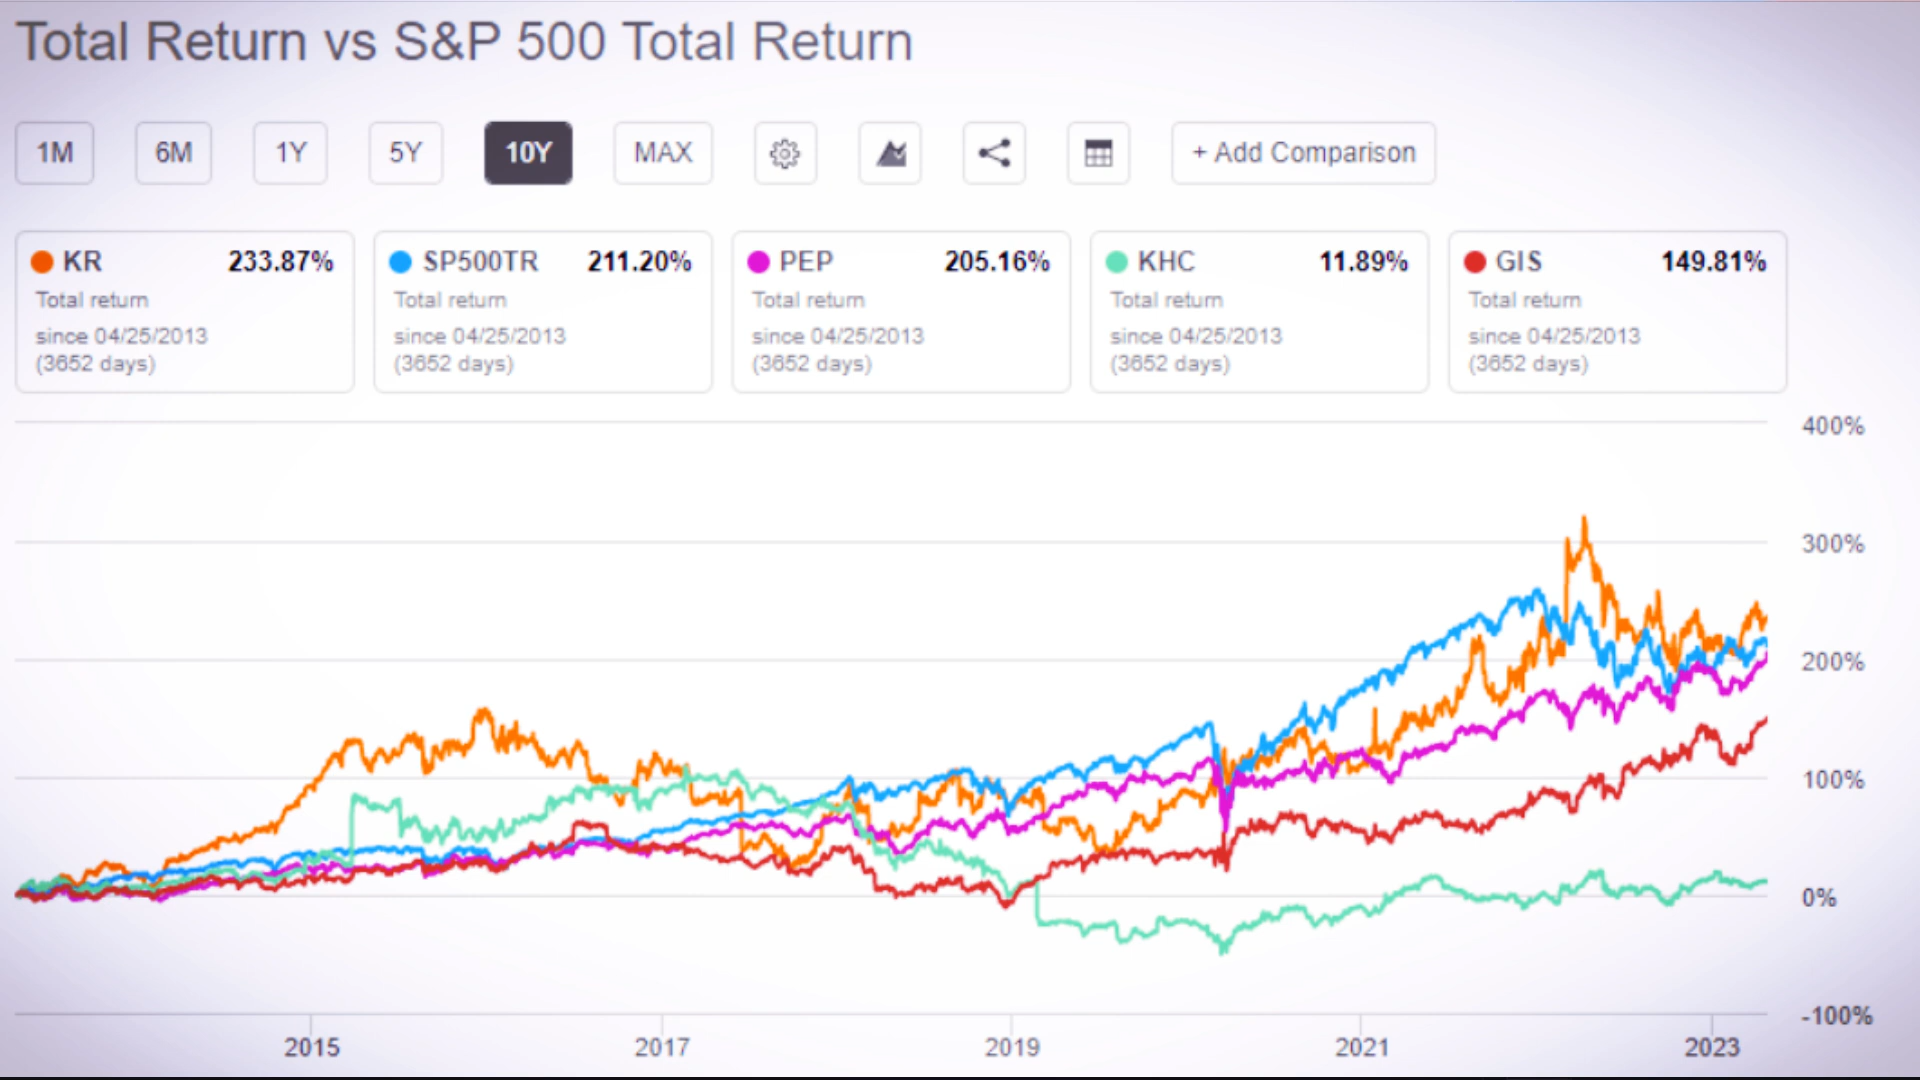 Total Return vs S&P 500 Total Return
1M 6M 1Y 5Y 10Y MAX + Add Comparison
KR 233.87%
Total return
since 04/25/2013
(3652 days)
SP500TR 211.20%
Total return
since 04/25/2013
(3652 days)
PEP 205.16%
Total return
since 04/25/2013
(3652 days)
KHC 11.89%
Total return
since 04/25/2013
(3652 days)
GIS 149.81%
Total return
since 04/25/2013
(3652 days)
400%
300%
200%
100%
0%
-100%
2015 2017 2019 2021 2023